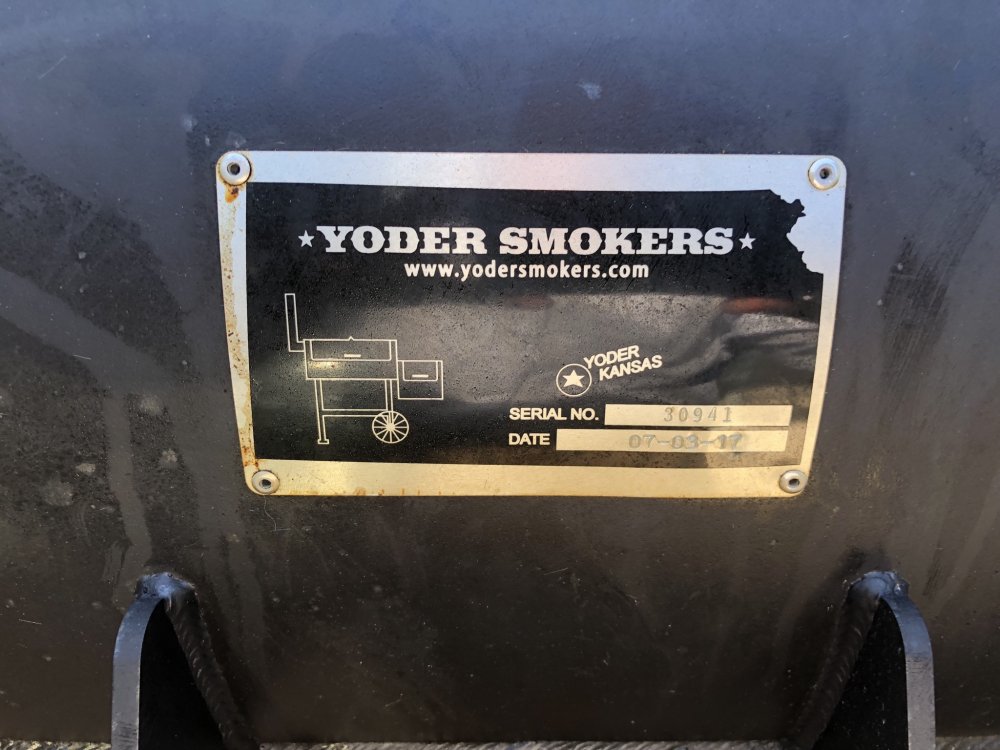 YODER SMOKERS
www.yodersmokers.com
YODER
KANSAS
SERIAL NO. 30941
DATE 07-03-17